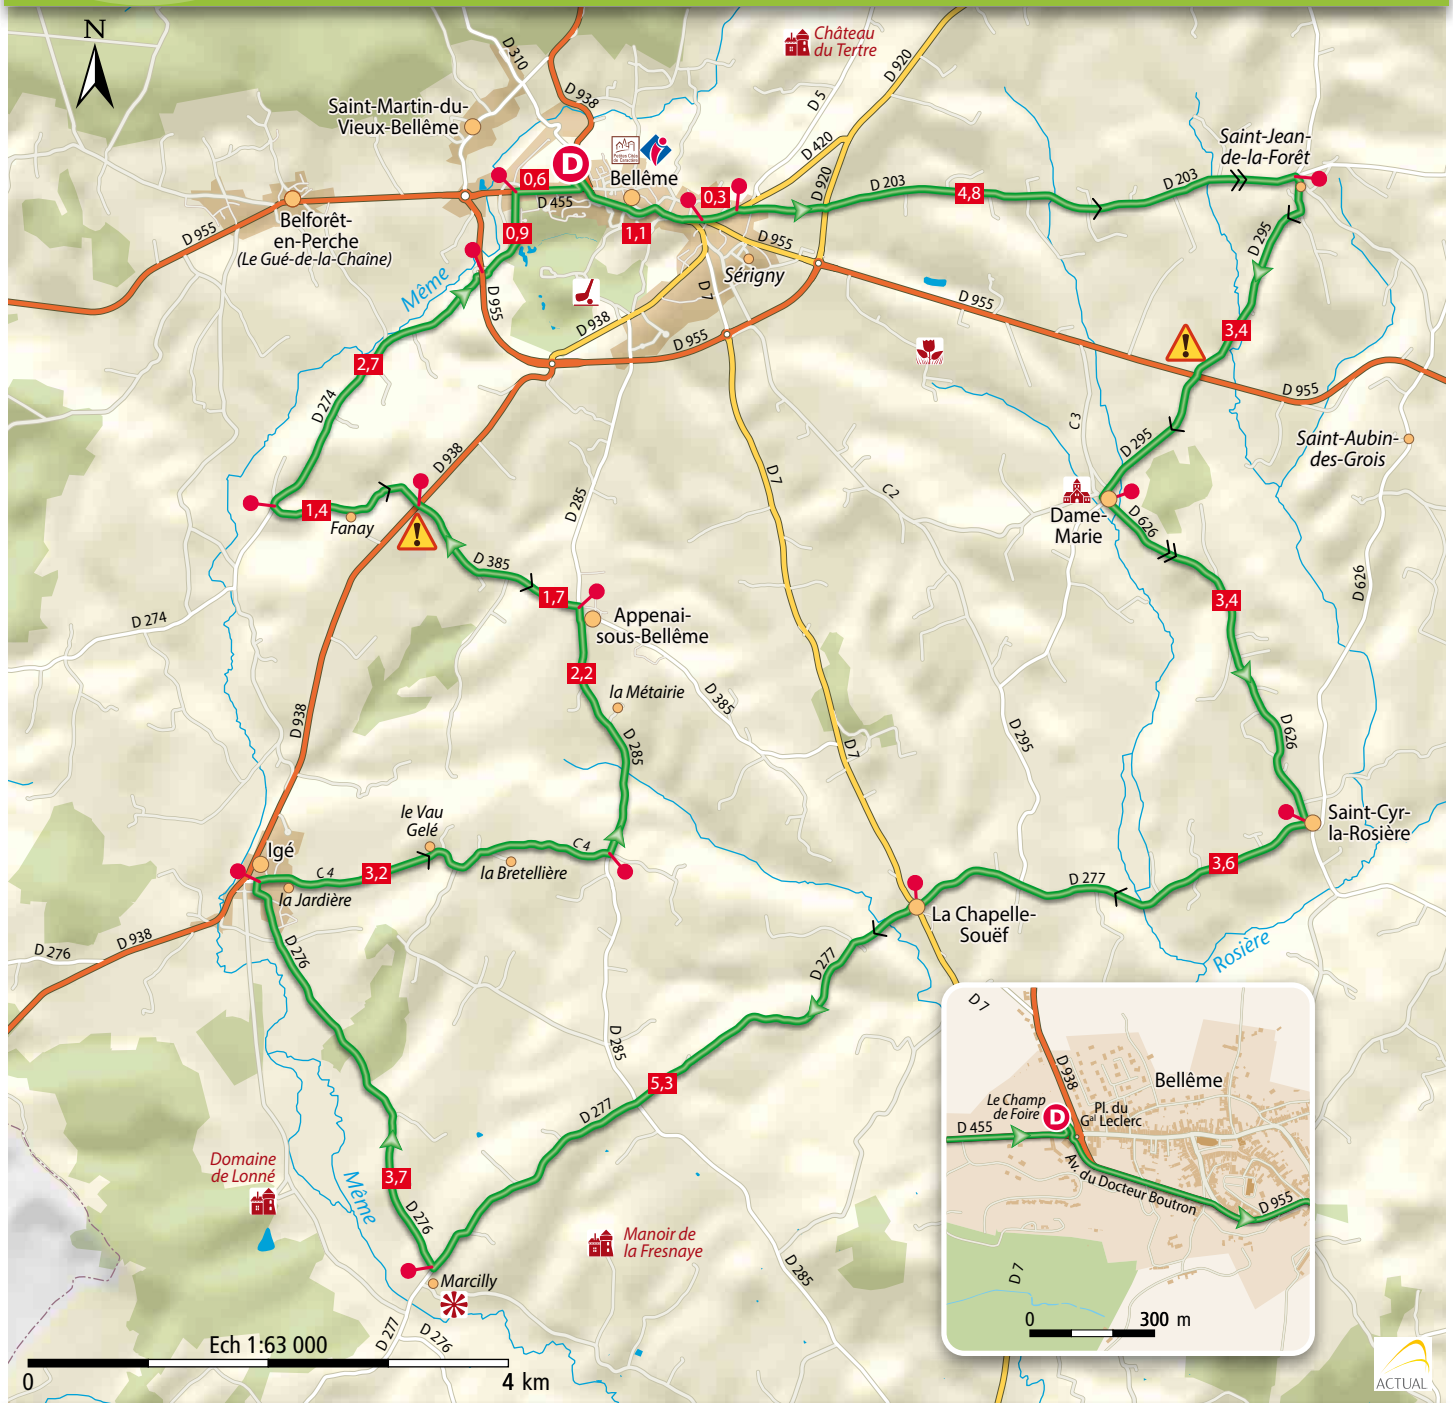 N
D 310
D 938
Château
du Tertre
D 920
D 5
D 420
D 920
Saint-Martin-du-
Vieux-Bellême
D
Petites Cités
de Caractère
Bellême
0,6
D 455
0,3
D 203
4,8
D 203
Saint-Jean-
de-la-Forêt
Belforêt-
en-Perche
(Le Gué-de-la-Chaîne)
D 955
0,9
1,1
D 955
Sérigny
D 295
Même
D 955
D 7
D 938
D 955
D 955
3,4
2,7
D 274
D 955
C 3
D 295
Saint-Aubin-
des-Grois
D 938
D 7
C 2
D 285
1,4
Fanay
Dame-
Marie
D 626
D 385
1,7
3,4
D 626
D 274
Appenai-
sous-Bellême
2,2
la Métairie
D 385
D 938
D 285
D 7
D 295
D 626
le Vau
Gelé
Saint-Cyr-
la-Rosière
Igé
C 4
3,2
C 4
la Bretellière
la Jardière
3,6
D 277
La Chapelle-
Souëf
D 938
D 276
D 276
D 277
Rosière
D 7
D 285
5,3
D 277
D 938
Bellême
Le Champ
de Foire
D
Pl. du
Gal Leclerc
D 455
Av. du Docteur Boutron
D 955
D 7
0 300 m
Domaine
de Lonné
3,7
Même
D 276
Manoir de
la Fresnaye
D 285
Marcilly
D 277
D 276
Ech 1:63 000
0 4 km
ACTUAL